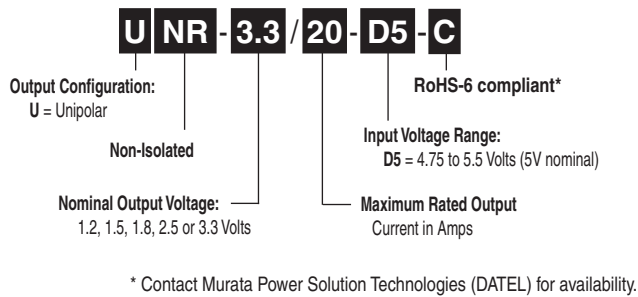 U NR - 3.3 / 20 - D5 - C
Output Configuration:
U = Unipolar
Non-Isolated
Nominal Output Voltage:
1.2, 1.5, 1.8, 2.5 or 3.3 Volts
RoHS-6 compliant*
Input Voltage Range:
D5 = 4.75 to 5.5 Volts (5V nominal)
Maximum Rated Output
Current in Amps
* Contact Murata Power Solution Technologies (DATEL) for availability.